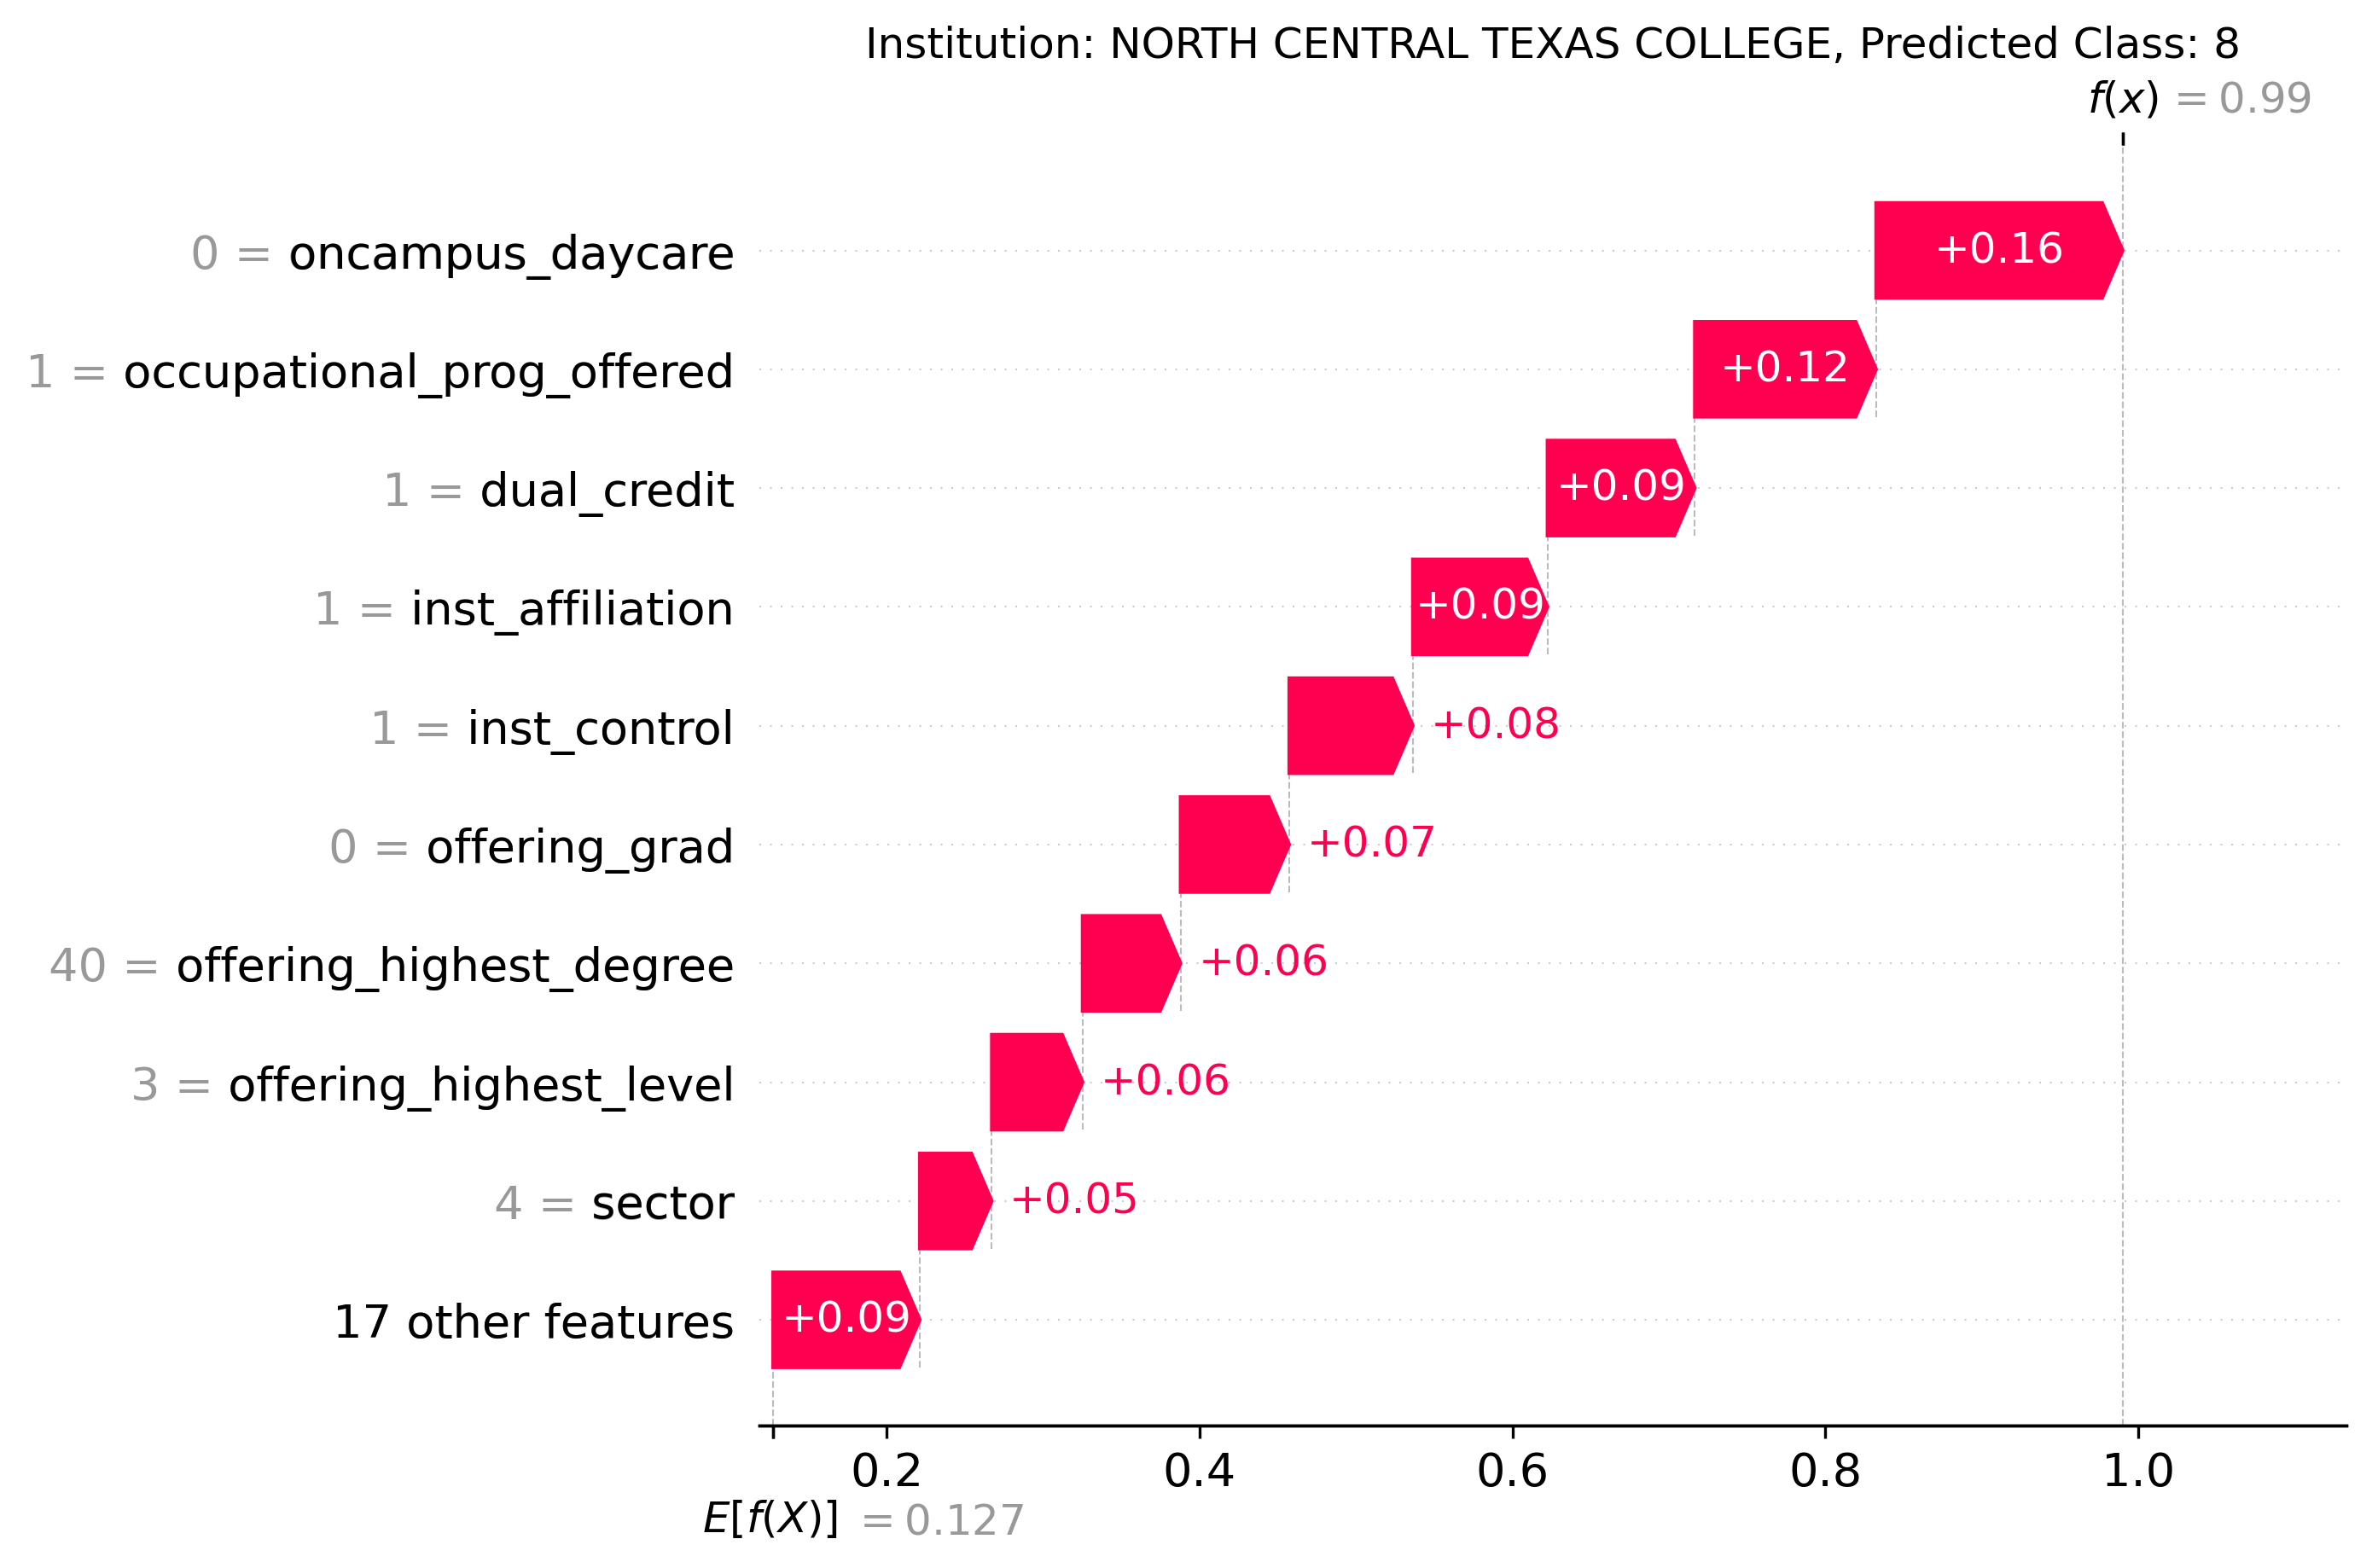 Institution: NORTH CENTRAL TEXAS COLLEGE, Predicted Class: 8
f(x) = 0.99
0 = oncampus_daycare +0.16
1 = occupational_prog_offered +0.12
1 = dual_credit +0.09
1 = inst_affiliation +0.09
1 = inst_control +0.08
0 = offering_grad +0.07
40 = offering_highest_degree +0.06
3 = offering_highest_level +0.06
4 = sector +0.05
17 other features +0.09
0.2 0.4 0.6 0.8 1.0
E[f(X)] = 0.127